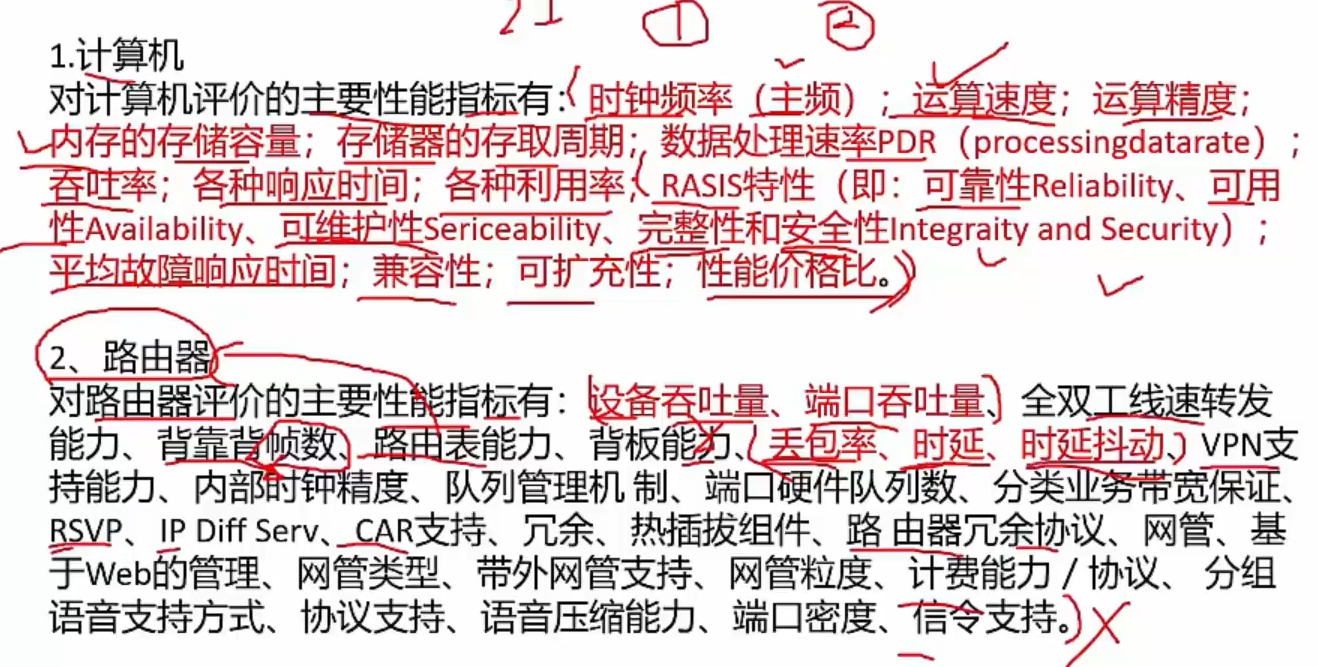 21 ① ②
1.计算机
对计算机评价的主要性能指标有：时钟频率（主频）；运算速度；运算精度；
内存的存储容量；存储器的存取周期；数据处理速率PDR（processingdatarate）；
吞吐率；各种响应时间；各种利用率；RASIS特性（即：可靠性Reliability、可用
性Availability、可维护性Sericeability、完整性和安全性Integraity and Security）；
平均故障响应时间；兼容性；可扩充性；性能价格比。
2、路由器
对路由器评价的主要性能指标有：设备吞吐量、端口吞吐量、全双工线速转发
能力、背靠背帧数、路由表能力、背板能力、丢包率、时延、时延抖动、VPN支
持能力、内部时钟精度、队列管理机 制、端口硬件队列数、分类业务带宽保证、
RSVP、IP Diff Serv、CAR支持、冗余、热插拔组件、路 由器冗余协议、网管、基
于Web的管理、网管类型、带外网管支持、网管粒度、计费能力 / 协议、 分组
语音支持方式、协议支持、语音压缩能力、端口密度、信令支持。